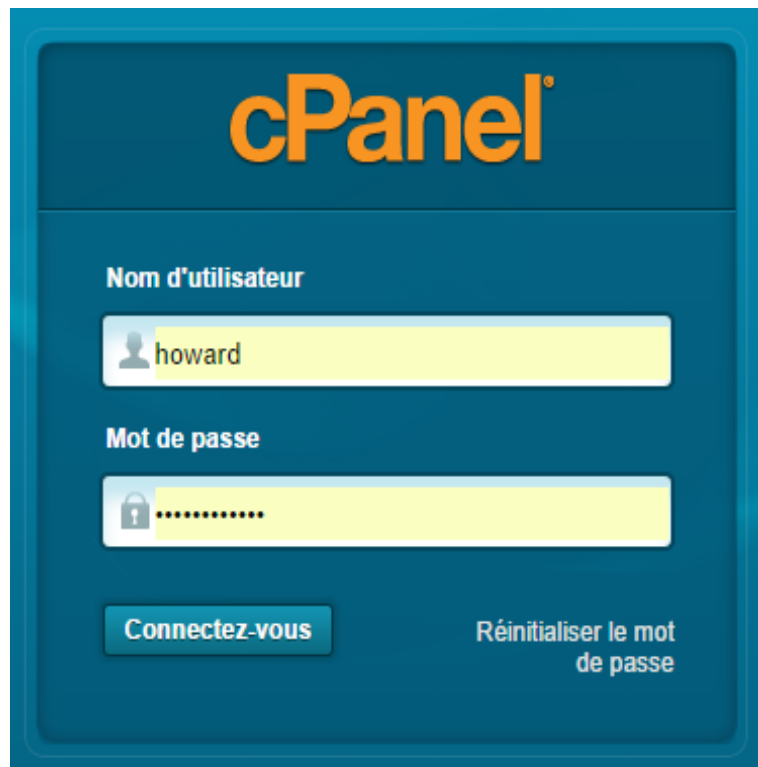 cPanel®
Nom d'utilisateur
howard
Mot de passe
••••••••••••
Connectez-vous
Réinitialiser le mot
de passe